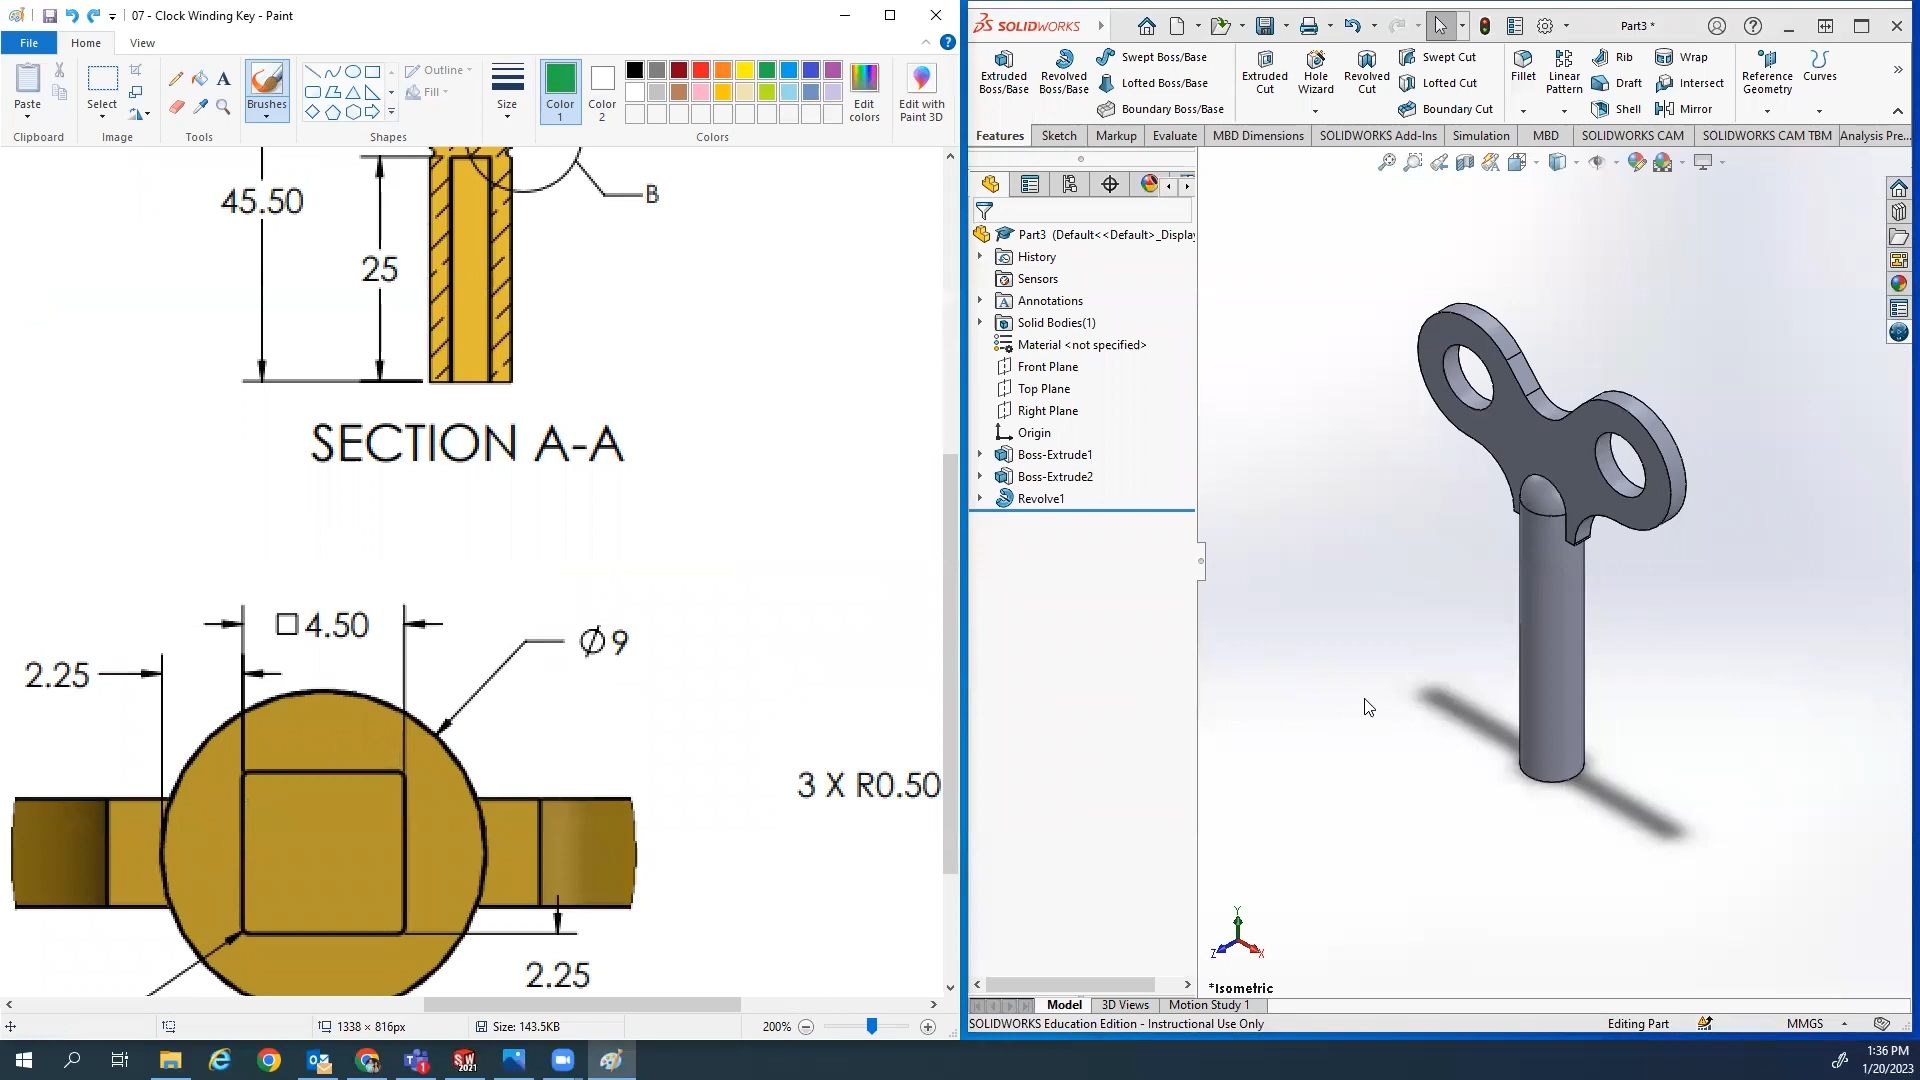 07 - Clock Winding Key - Paint
File
Home
View
Paste
Select
Brushes
Outline
Fill
Size
Color
1
Color
2
Edit
colors
Edit with
Paint 3D
Clipboard
Image
Tools
Shapes
Colors
45.50
25
B
SECTION A-A
4.50
Ø9
2.25
3 X R0.50
2.25
1338 × 816px
Size: 143.5KB
200%
SOLIDWORKS
Part3 *
Extruded
Boss/Base
Revolved
Boss/Base
Swept Boss/Base
Lofted Boss/Base
Boundary Boss/Base
Extruded
Cut
Hole
Wizard
Revolved
Cut
Swept Cut
Lofted Cut
Boundary Cut
Fillet
Linear
Pattern
Rib
Draft
Shell
Wrap
Intersect
Mirror
Reference
Geometry
Curves
Features
Sketch
Markup
Evaluate
MBD Dimensions
SOLIDWORKS Add-Ins
Simulation
MBD
SOLIDWORKS CAM
SOLIDWORKS CAM TBM
Analysis Pre...
Part3 (Default<<Default>_Display
History
Sensors
Annotations
Solid Bodies(1)
Material <not specified>
Front Plane
Top Plane
Right Plane
Origin
Boss-Extrude1
Boss-Extrude2
Revolve1
Y
Z
X
*Isometric
Model
3D Views
Motion Study 1
SOLIDWORKS Education Edition - Instructional Use Only
Editing Part
MMGS
1:36 PM
1/20/2023